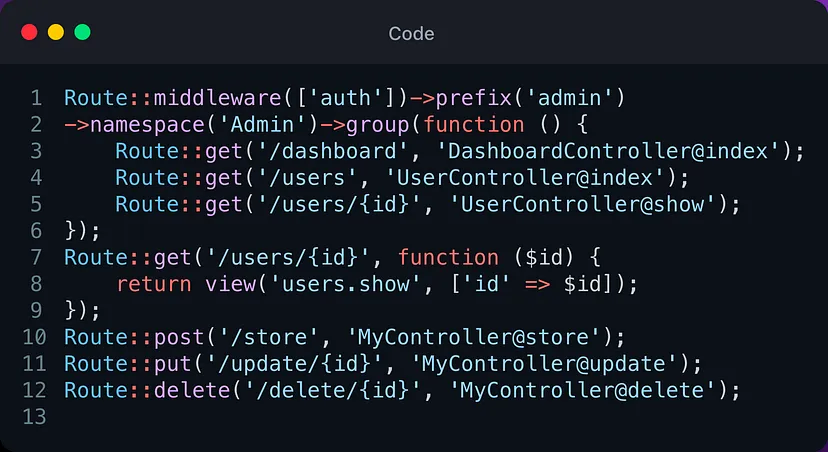 Code
1 Route::middleware(['auth'])->prefix('admin')
2 ->namespace('Admin')->group(function () {
3     Route::get('/dashboard', 'DashboardController@index');
4     Route::get('/users', 'UserController@index');
5     Route::get('/users/{id}', 'UserController@show');
6 });
7 Route::get('/users/{id}', function ($id) {
8     return view('users.show', ['id' => $id]);
9 });
10 Route::post('/store', 'MyController@store');
11 Route::put('/update/{id}', 'MyController@update');
12 Route::delete('/delete/{id}', 'MyController@delete');
13